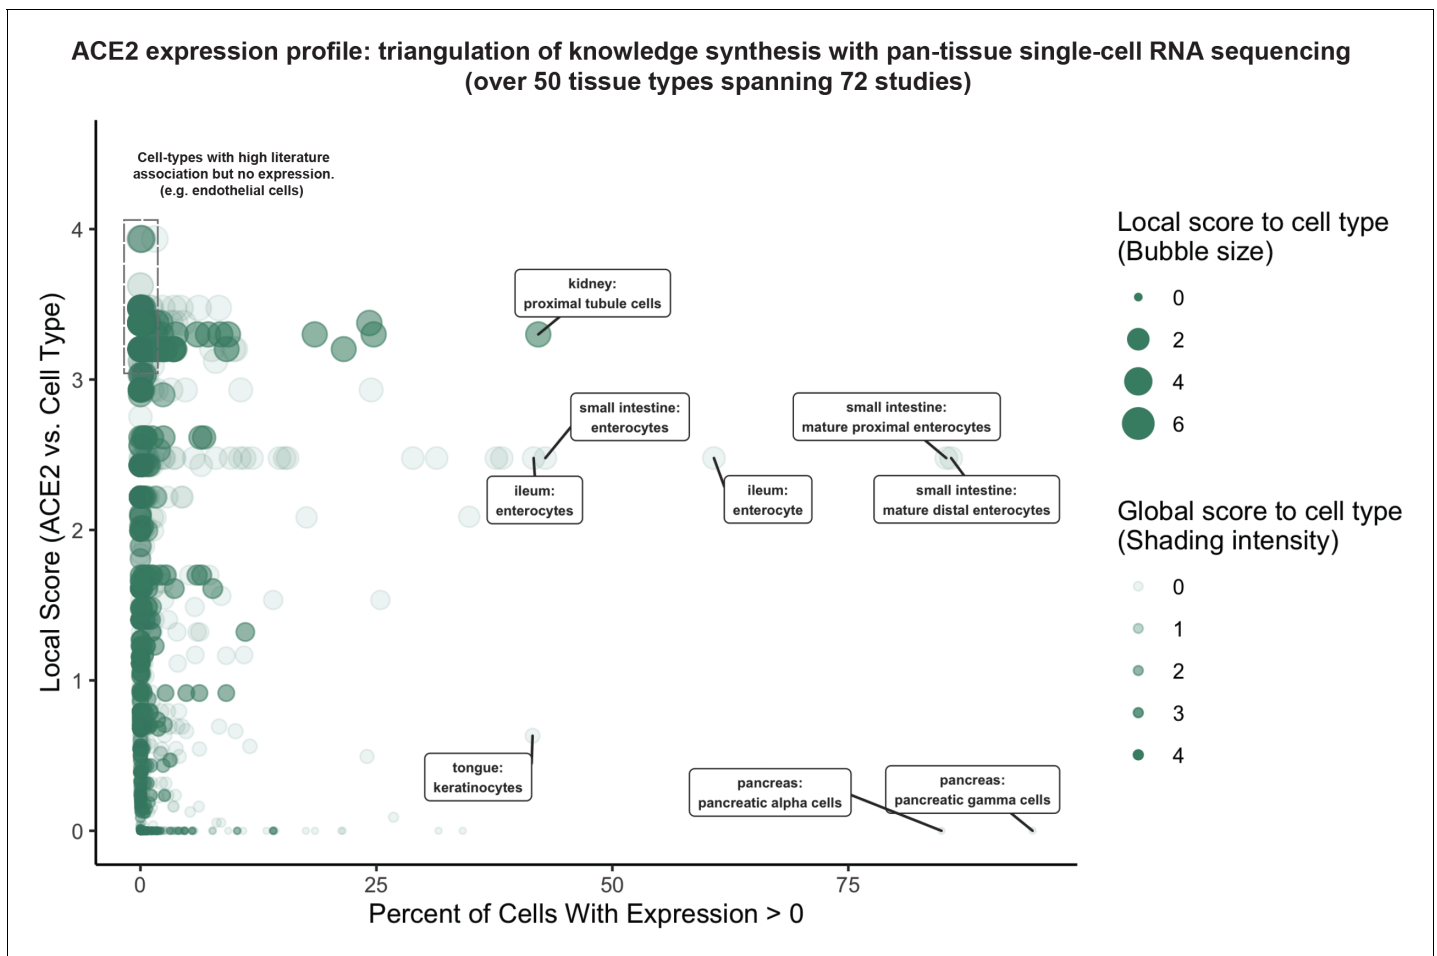 ACE2 expression profile: triangulation of knowledge synthesis with pan-tissue single-cell RNA sequencing
(over 50 tissue types spanning 72 studies)
Cell-types with high literature
association but no expression.
(e.g. endothelial cells)
Local Score (ACE2 vs. Cell Type)
4
3
2
1
0
kidney:
proximal tubule cells
small intestine:
enterocytes
small intestine:
mature proximal enterocytes
ileum:
enterocytes
ileum:
enterocyte
small intestine:
mature distal enterocytes
tongue:
keratinocytes
pancreas:
pancreatic alpha cells
pancreas:
pancreatic gamma cells
0
25
50
75
Percent of Cells With Expression > 0
Local score to cell type
(Bubble size)
0
2
4
6
Global score to cell type
(Shading intensity)
0
1
2
3
4